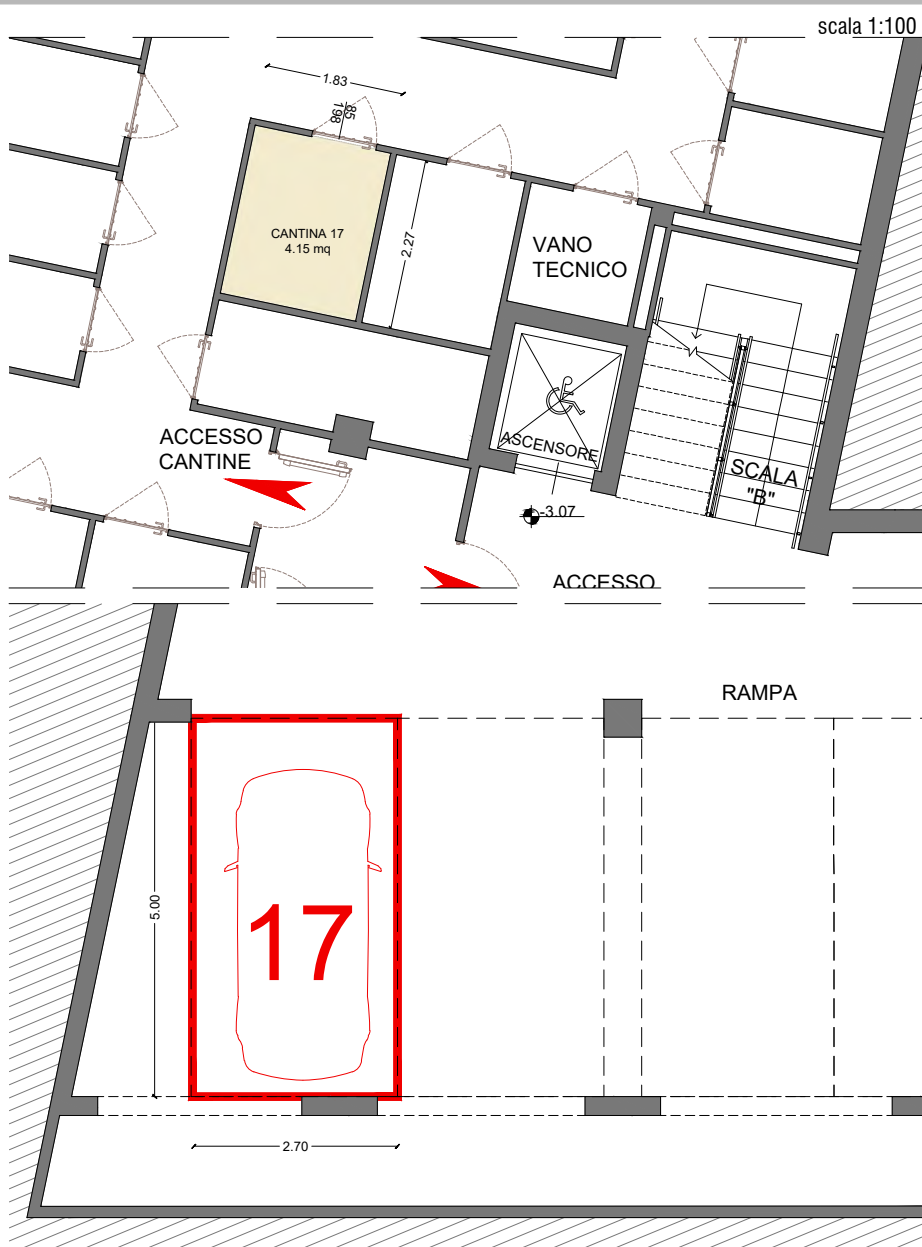 scala 1:100
1.83
85
198
CANTINA 17
4.15 mq
2.27
VANO
TECNICO
ASCENSORE
ACCESSO
CANTINE
SCALA
"B"
-3.07
ACCESSO
RAMPA
5.00
17
2.70